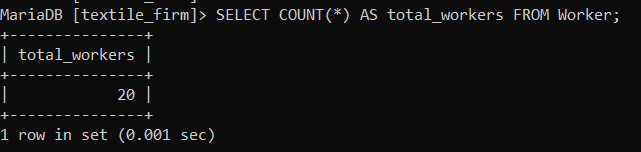 MariaDB [textile_firm]> SELECT COUNT(*) AS total_workers FROM Worker;
+---------------+
| total_workers |
+---------------+
|            20 |
+---------------+
1 row in set (0.001 sec)